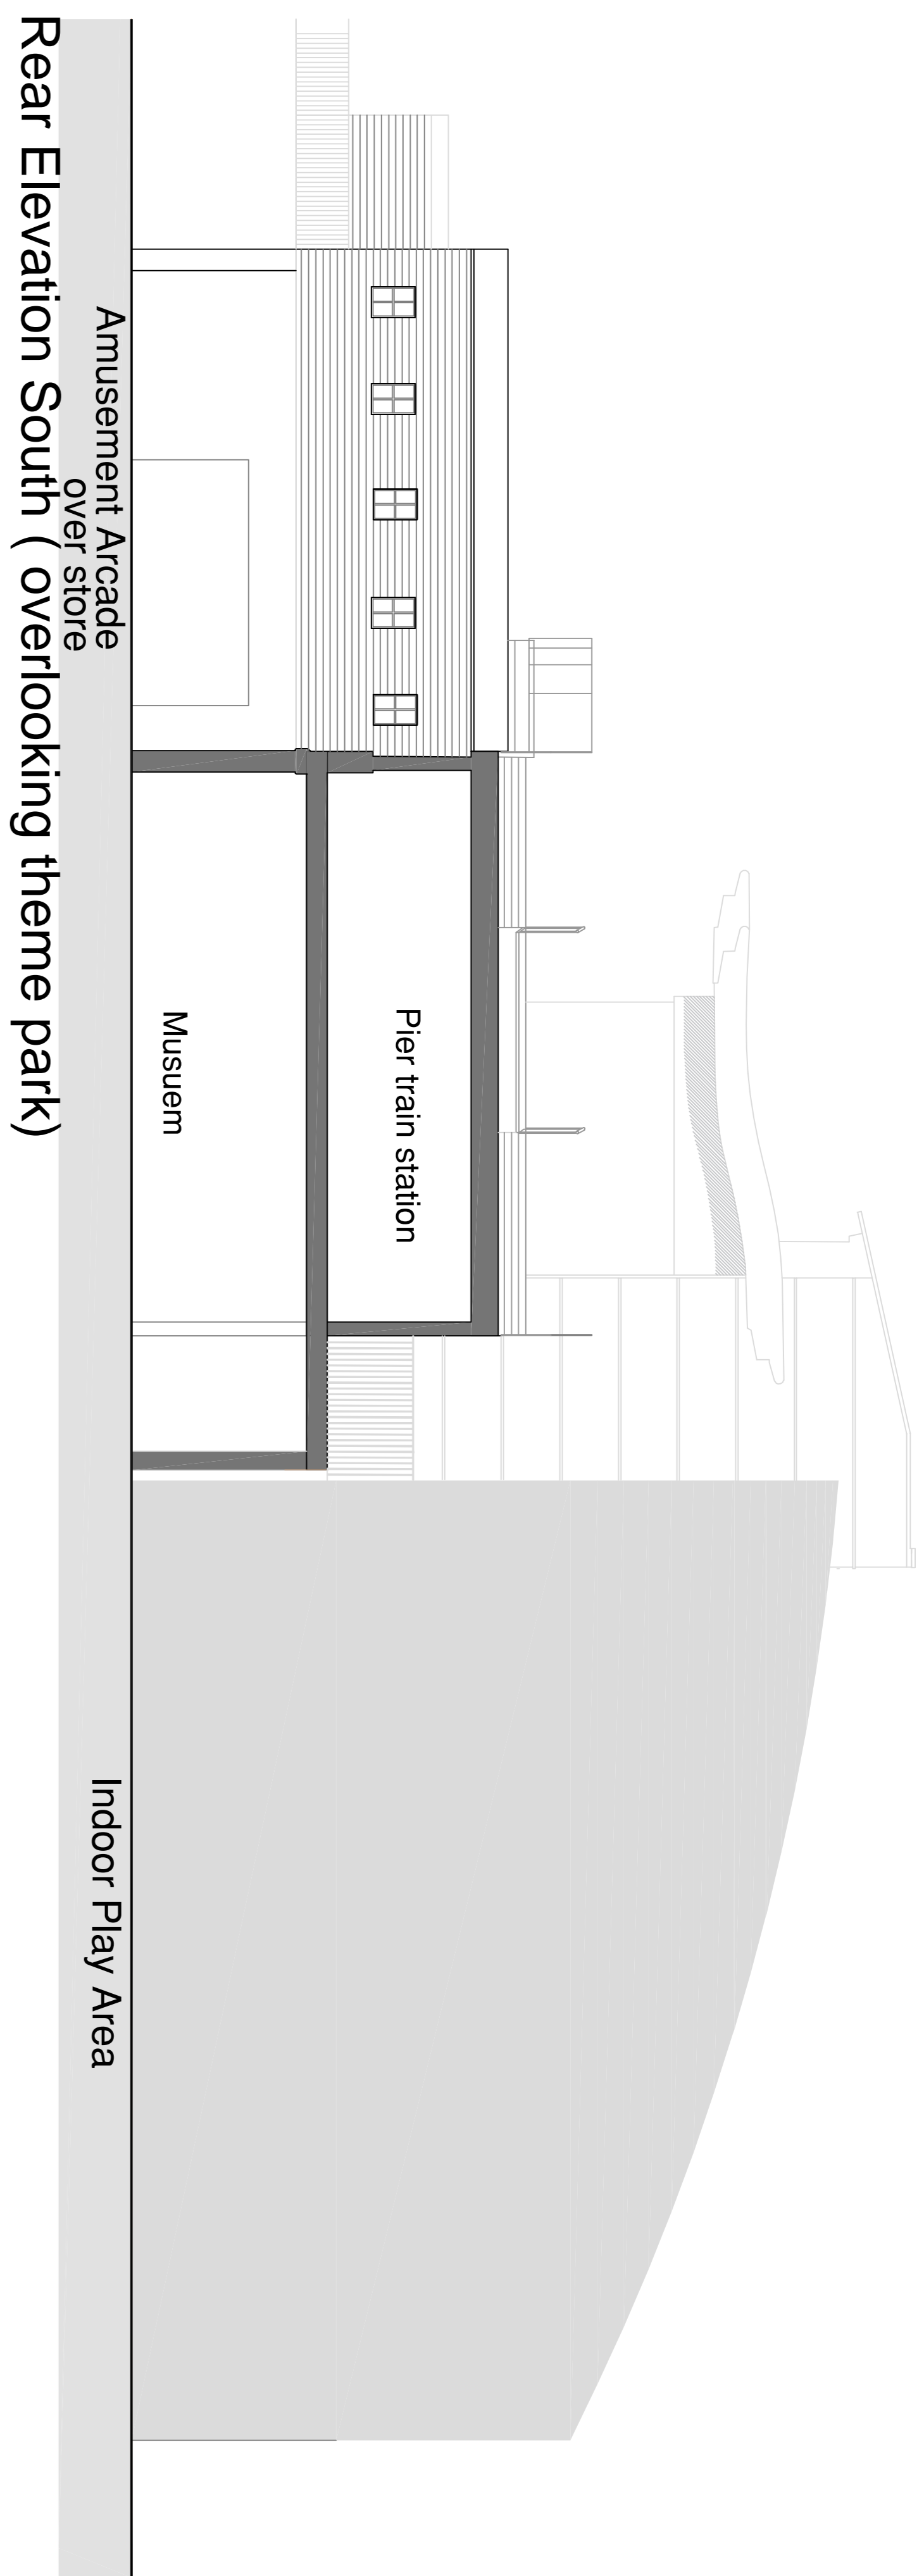 Pier train station
Musuem
Amusement Arcade
over store
Indoor Play Area
Rear Elevation South ( overlooking theme park)